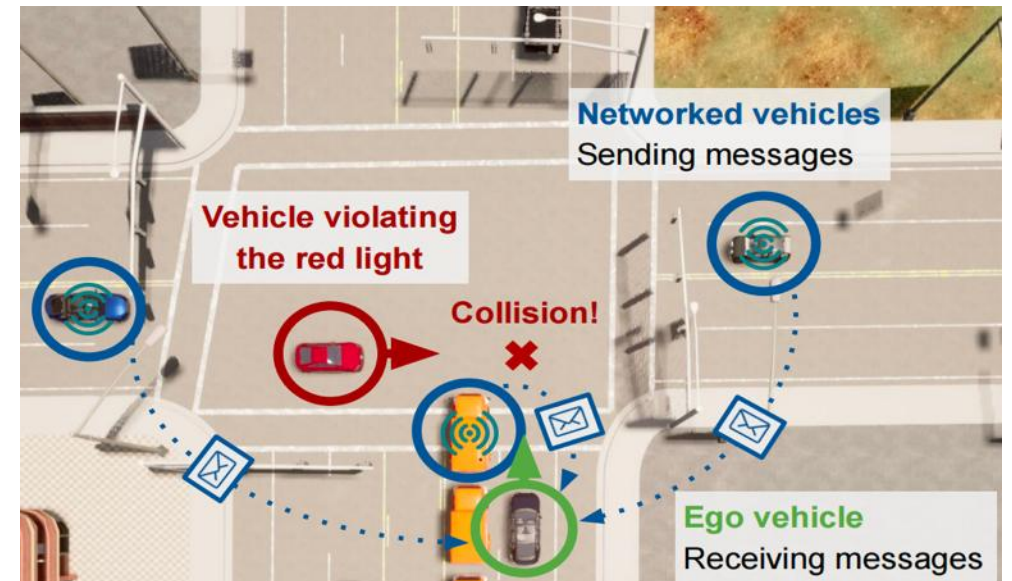 Networked vehicles
Sending messages
Vehicle violating
the red light
Collision!
Ego vehicle
Receiving messages